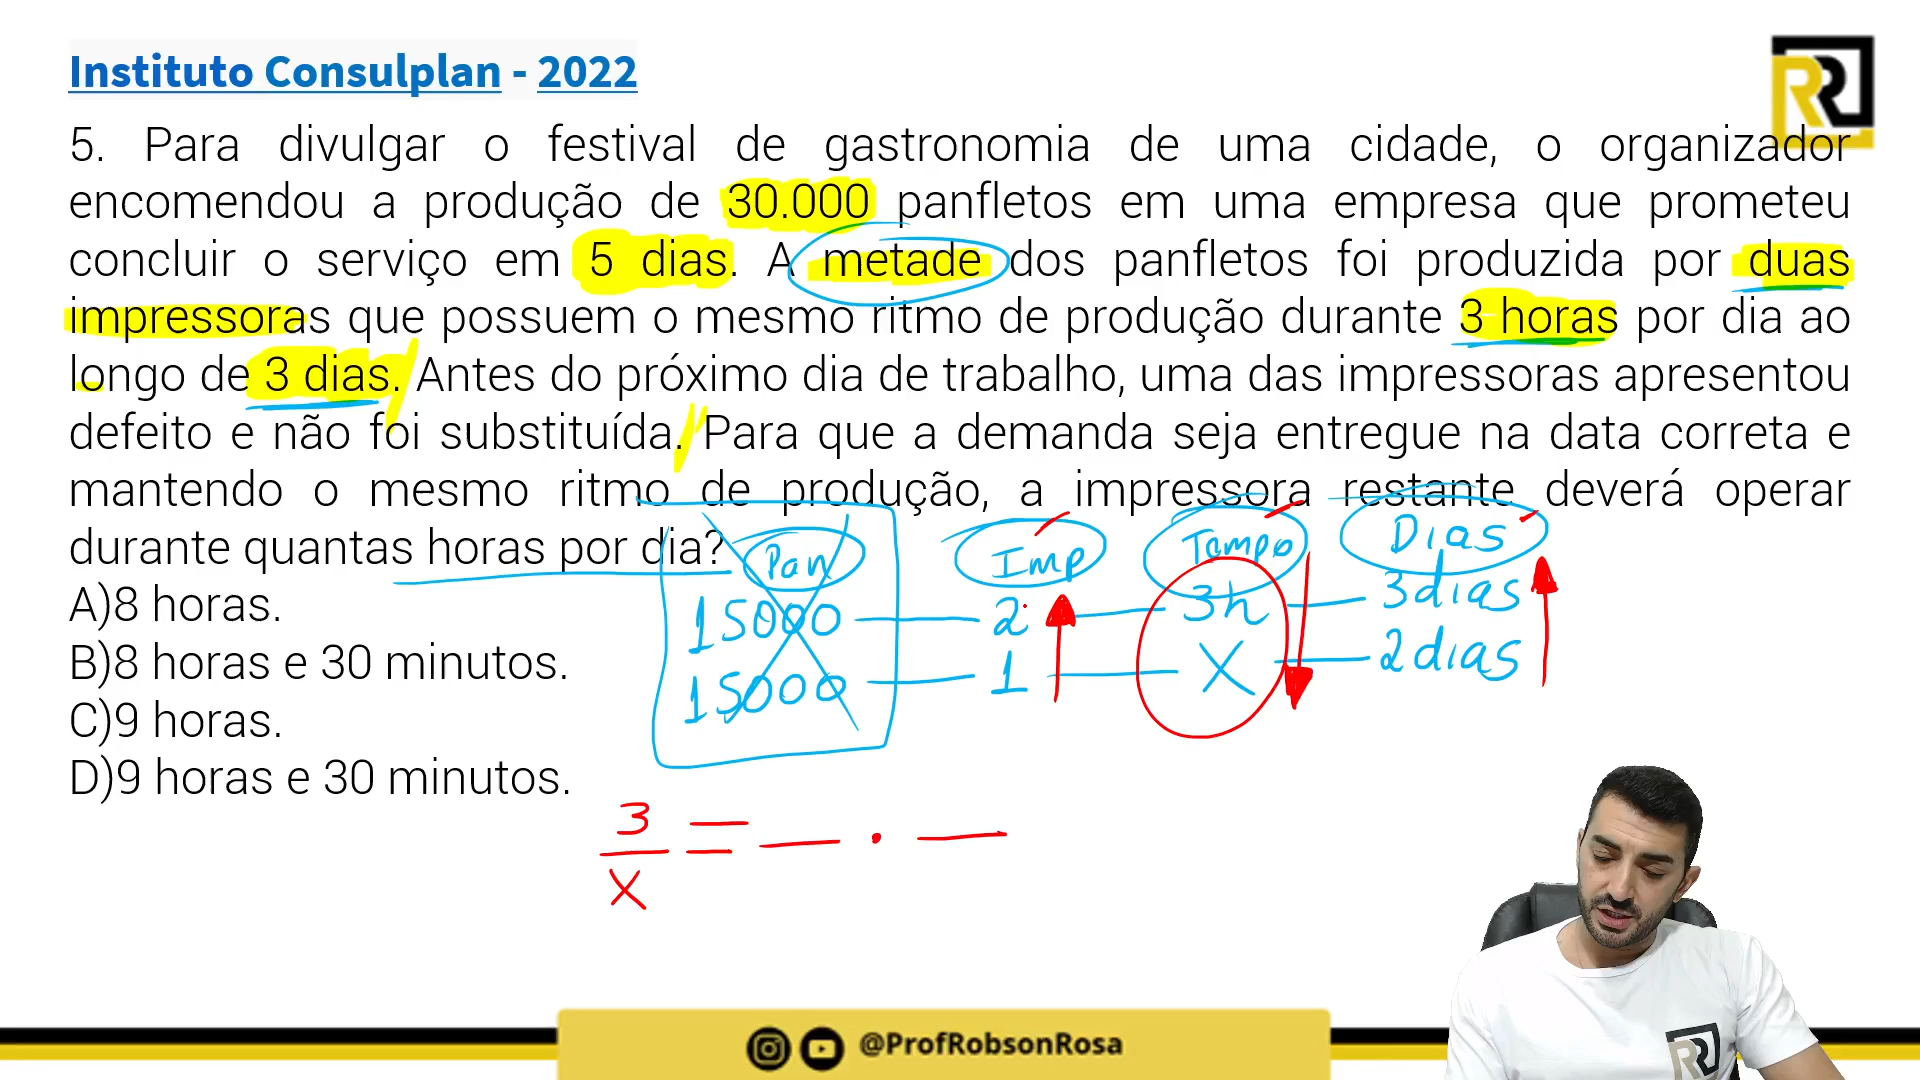 Instituto Consulplan - 2022
5. Para divulgar o festival de gastronomia de uma cidade, o organizador
encomendou a produção de 30.000 panfletos em uma empresa que prometeu
concluir o serviço em 5 dias. A metade dos panfletos foi produzida por duas
impressoras que possuem o mesmo ritmo de produção durante 3 horas por dia ao
longo de 3 dias. Antes do próximo dia de trabalho, uma das impressoras apresentou
defeito e não foi substituída. Para que a demanda seja entregue na data correta e
mantendo o mesmo ritmo de produção, a impressora restante deverá operar
durante quantas horas por dia?
A)8 horas.
B)8 horas e 30 minutos.
C)9 horas.
D)9 horas e 30 minutos.
Pan Imp Tempo Dias
15000 2 3h 3dias
15000 1 X 2dias
3
X
= __ . __
@ProfRobsonRosa